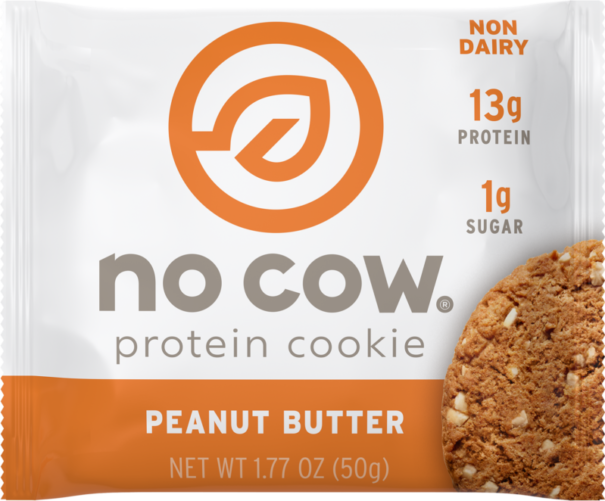 NON
DAIRY
13g
PROTEIN
1g
SUGAR
no cow.®
protein cookie
PEANUT BUTTER
NET WT 1.77 OZ (50g)